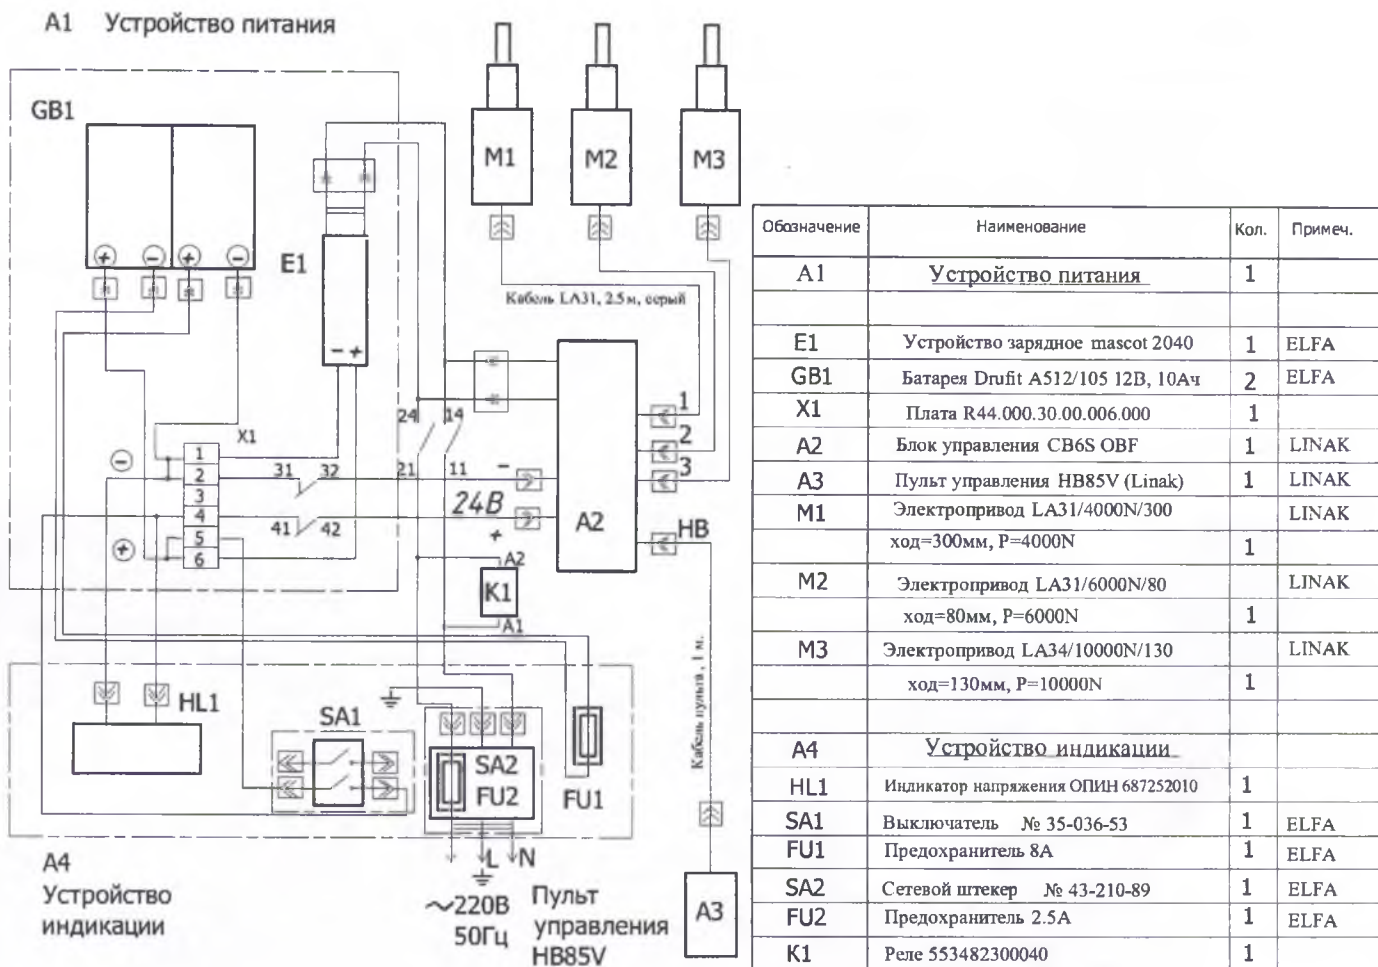 А1 Устройство питания
GB1
M1
M2
M3
+
−
+
−
E1
Кабель LA31, 2.5м, серый
- +
X1
1
2
3
4
5
6
−
+
31
32
41
42
24
14
21
11
−
24В
+
A2
1
2
3
HB
A2
K1
A1
Кабель пульта, 1 м.
HL1
SA1
SA2
FU2
FU1
L
N
~220В
50Гц
Пульт
управления
HB85V
А3
А4
Устройство
индикации
Обозначение Наименование Кол. Примеч.
А1 Устройство питания 1
E1 Устройство зарядное mascot 2040 1 ELFA
GB1 Батарея Drufit A512/105 12В, 10Ач 2 ELFA
X1 Плата R44.000.30.00.006.000 1
A2 Блок управления CB6S OBF 1 LINAK
A3 Пульт управления HB85V (Linak) 1 LINAK
M1 Электропривод LA31/4000N/300 LINAK
ход=300мм, P=4000N 1
M2 Электропривод LA31/6000N/80 LINAK
ход=80мм, P=6000N 1
M3 Электропривод LA34/10000N/130 LINAK
ход=130мм, P=10000N 1
A4 Устройство индикации
HL1 Индикатор напряжения ОПИН 687252010 1
SA1 Выключатель № 35-036-53 1 ELFA
FU1 Предохранитель 8А 1 ELFA
SA2 Сетевой штекер № 43-210-89 1 ELFA
FU2 Предохранитель 2.5А 1 ELFA
K1 Реле 553482300040 1